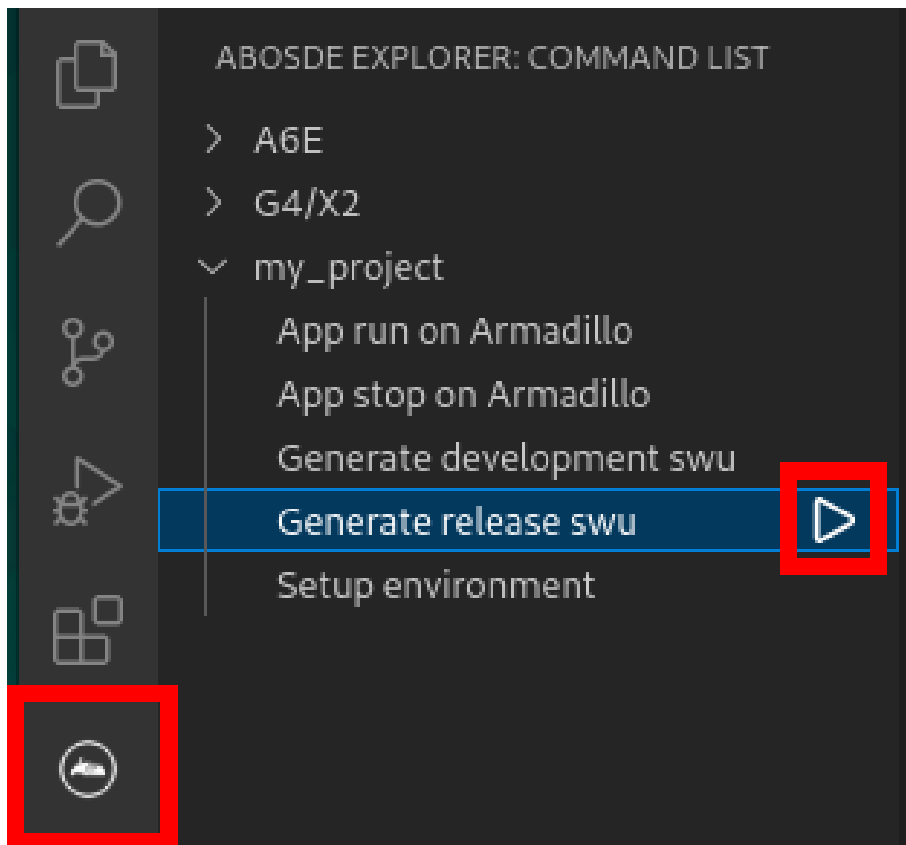 ABOSDE EXPLORER: COMMAND LIST
A6E
G4/X2
my_project
App run on Armadillo
App stop on Armadillo
Generate development swu
Generate release swu
Setup environment